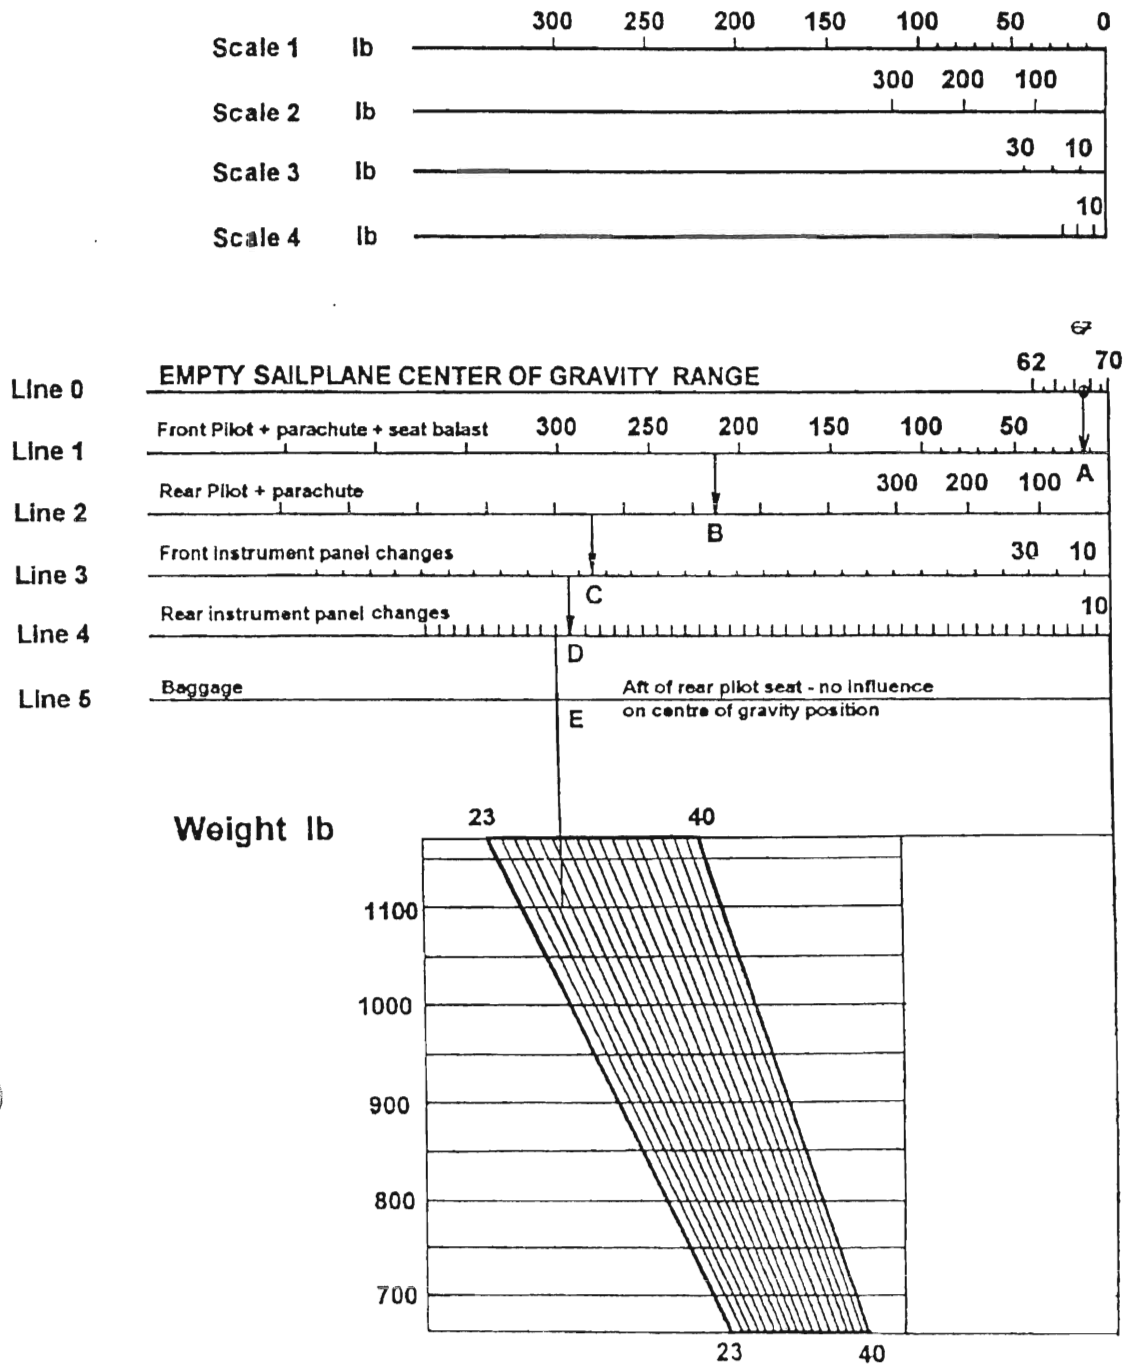 300 250 200 150 100 50 0
Scale 1 lb
300 200 100
Scale 2 lb
30 10
Scale 3 lb
10
Scale 4 lb
67
62 70
Line 0 EMPTY SAILPLANE CENTER OF GRAVITY RANGE
Front Pilot + parachute + seat balast 300 250 200 150 100 50
Line 1
A
Rear Pilot + parachute 300 200 100
Line 2
B
Front instrument panel changes 30 10
Line 3
C
Rear instrument panel changes 10
Line 4
D
Baggage Aft of rear pilot seat - no influence
Line 5
E on centre of gravity position
Weight lb 23 40
1100
1000
900
800
700
23 40